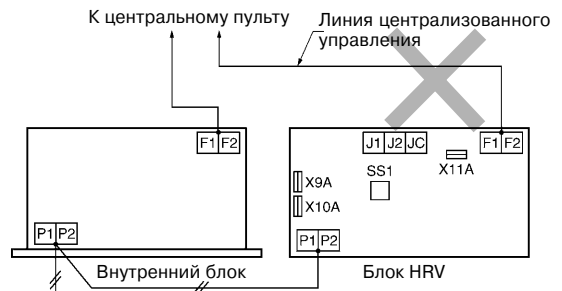 К центральному пульту
Линия централизованного
управления
F1 F2
J1 J2 JC
F1 F2
X11A
SS1
X9A
X10A
P1 P2
P1 P2
Внутренний блок
Блок HRV